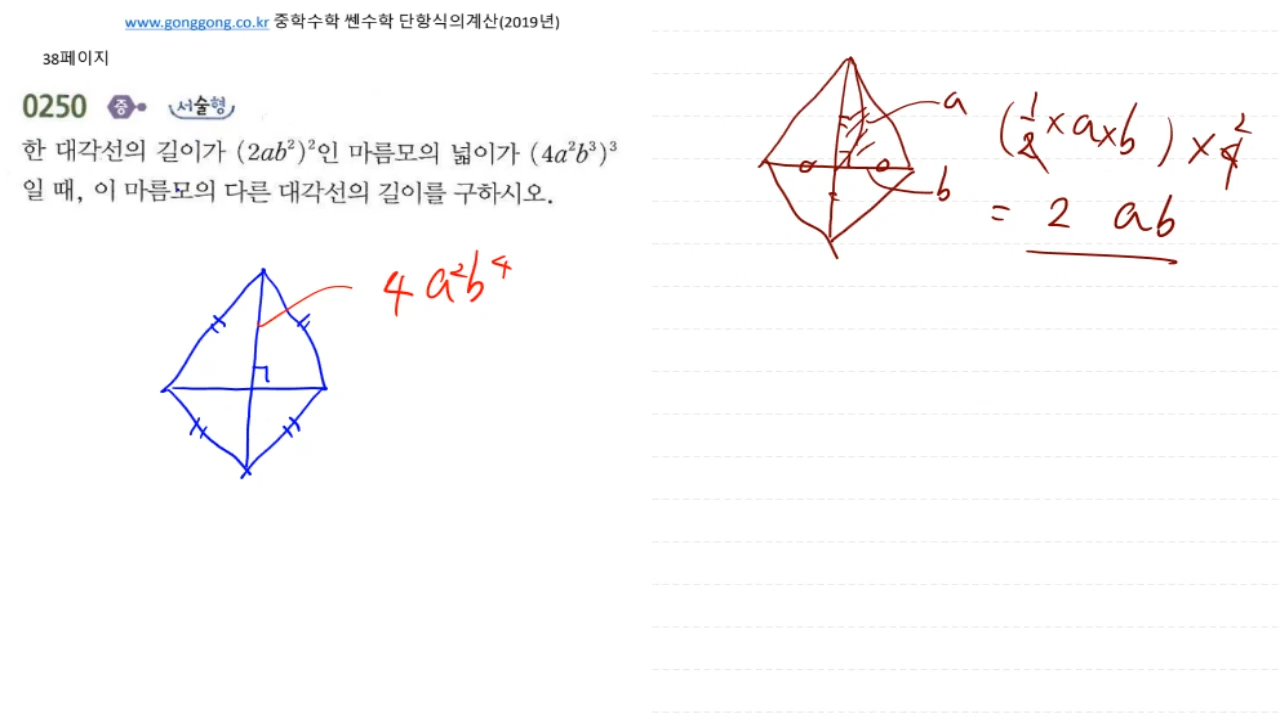 www.gonggong.co.kr 중학수학 쎈수학 단항식의계산(2019년)
38페이지
0250 중 서술형
한 대각선의 길이가 (2ab²)²인 마름모의 넓이가 (4a²b³)³
일 때, 이 마름모의 다른 대각선의 길이를 구하시오.
4a²b⁴
a
b
(1/2 × a × b) × 4 2
= 2 ab